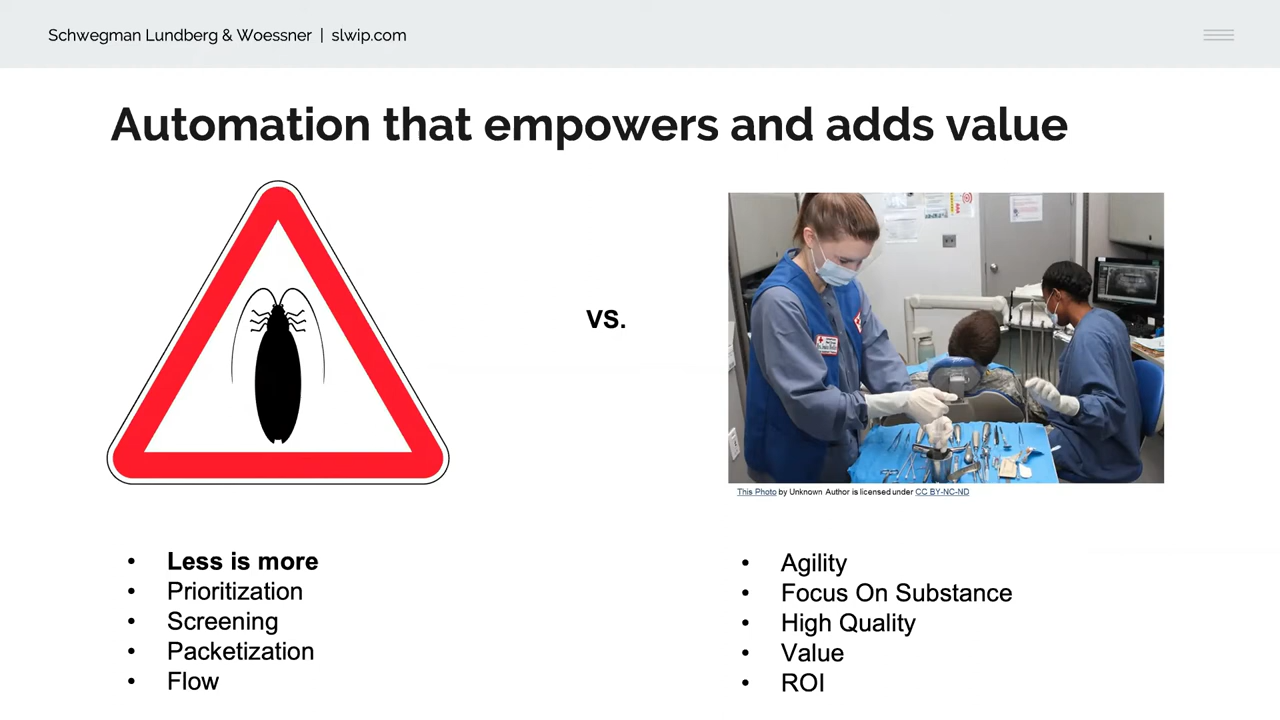 Schwegman Lundberg & Woessner | slwip.com
Automation that empowers and adds value
vs.
This Photo by Unknown Author is licensed under CC BY-NC-ND
• Less is more
• Prioritization
• Screening
• Packetization
• Flow
• Agility
• Focus On Substance
• High Quality
• Value
• ROI